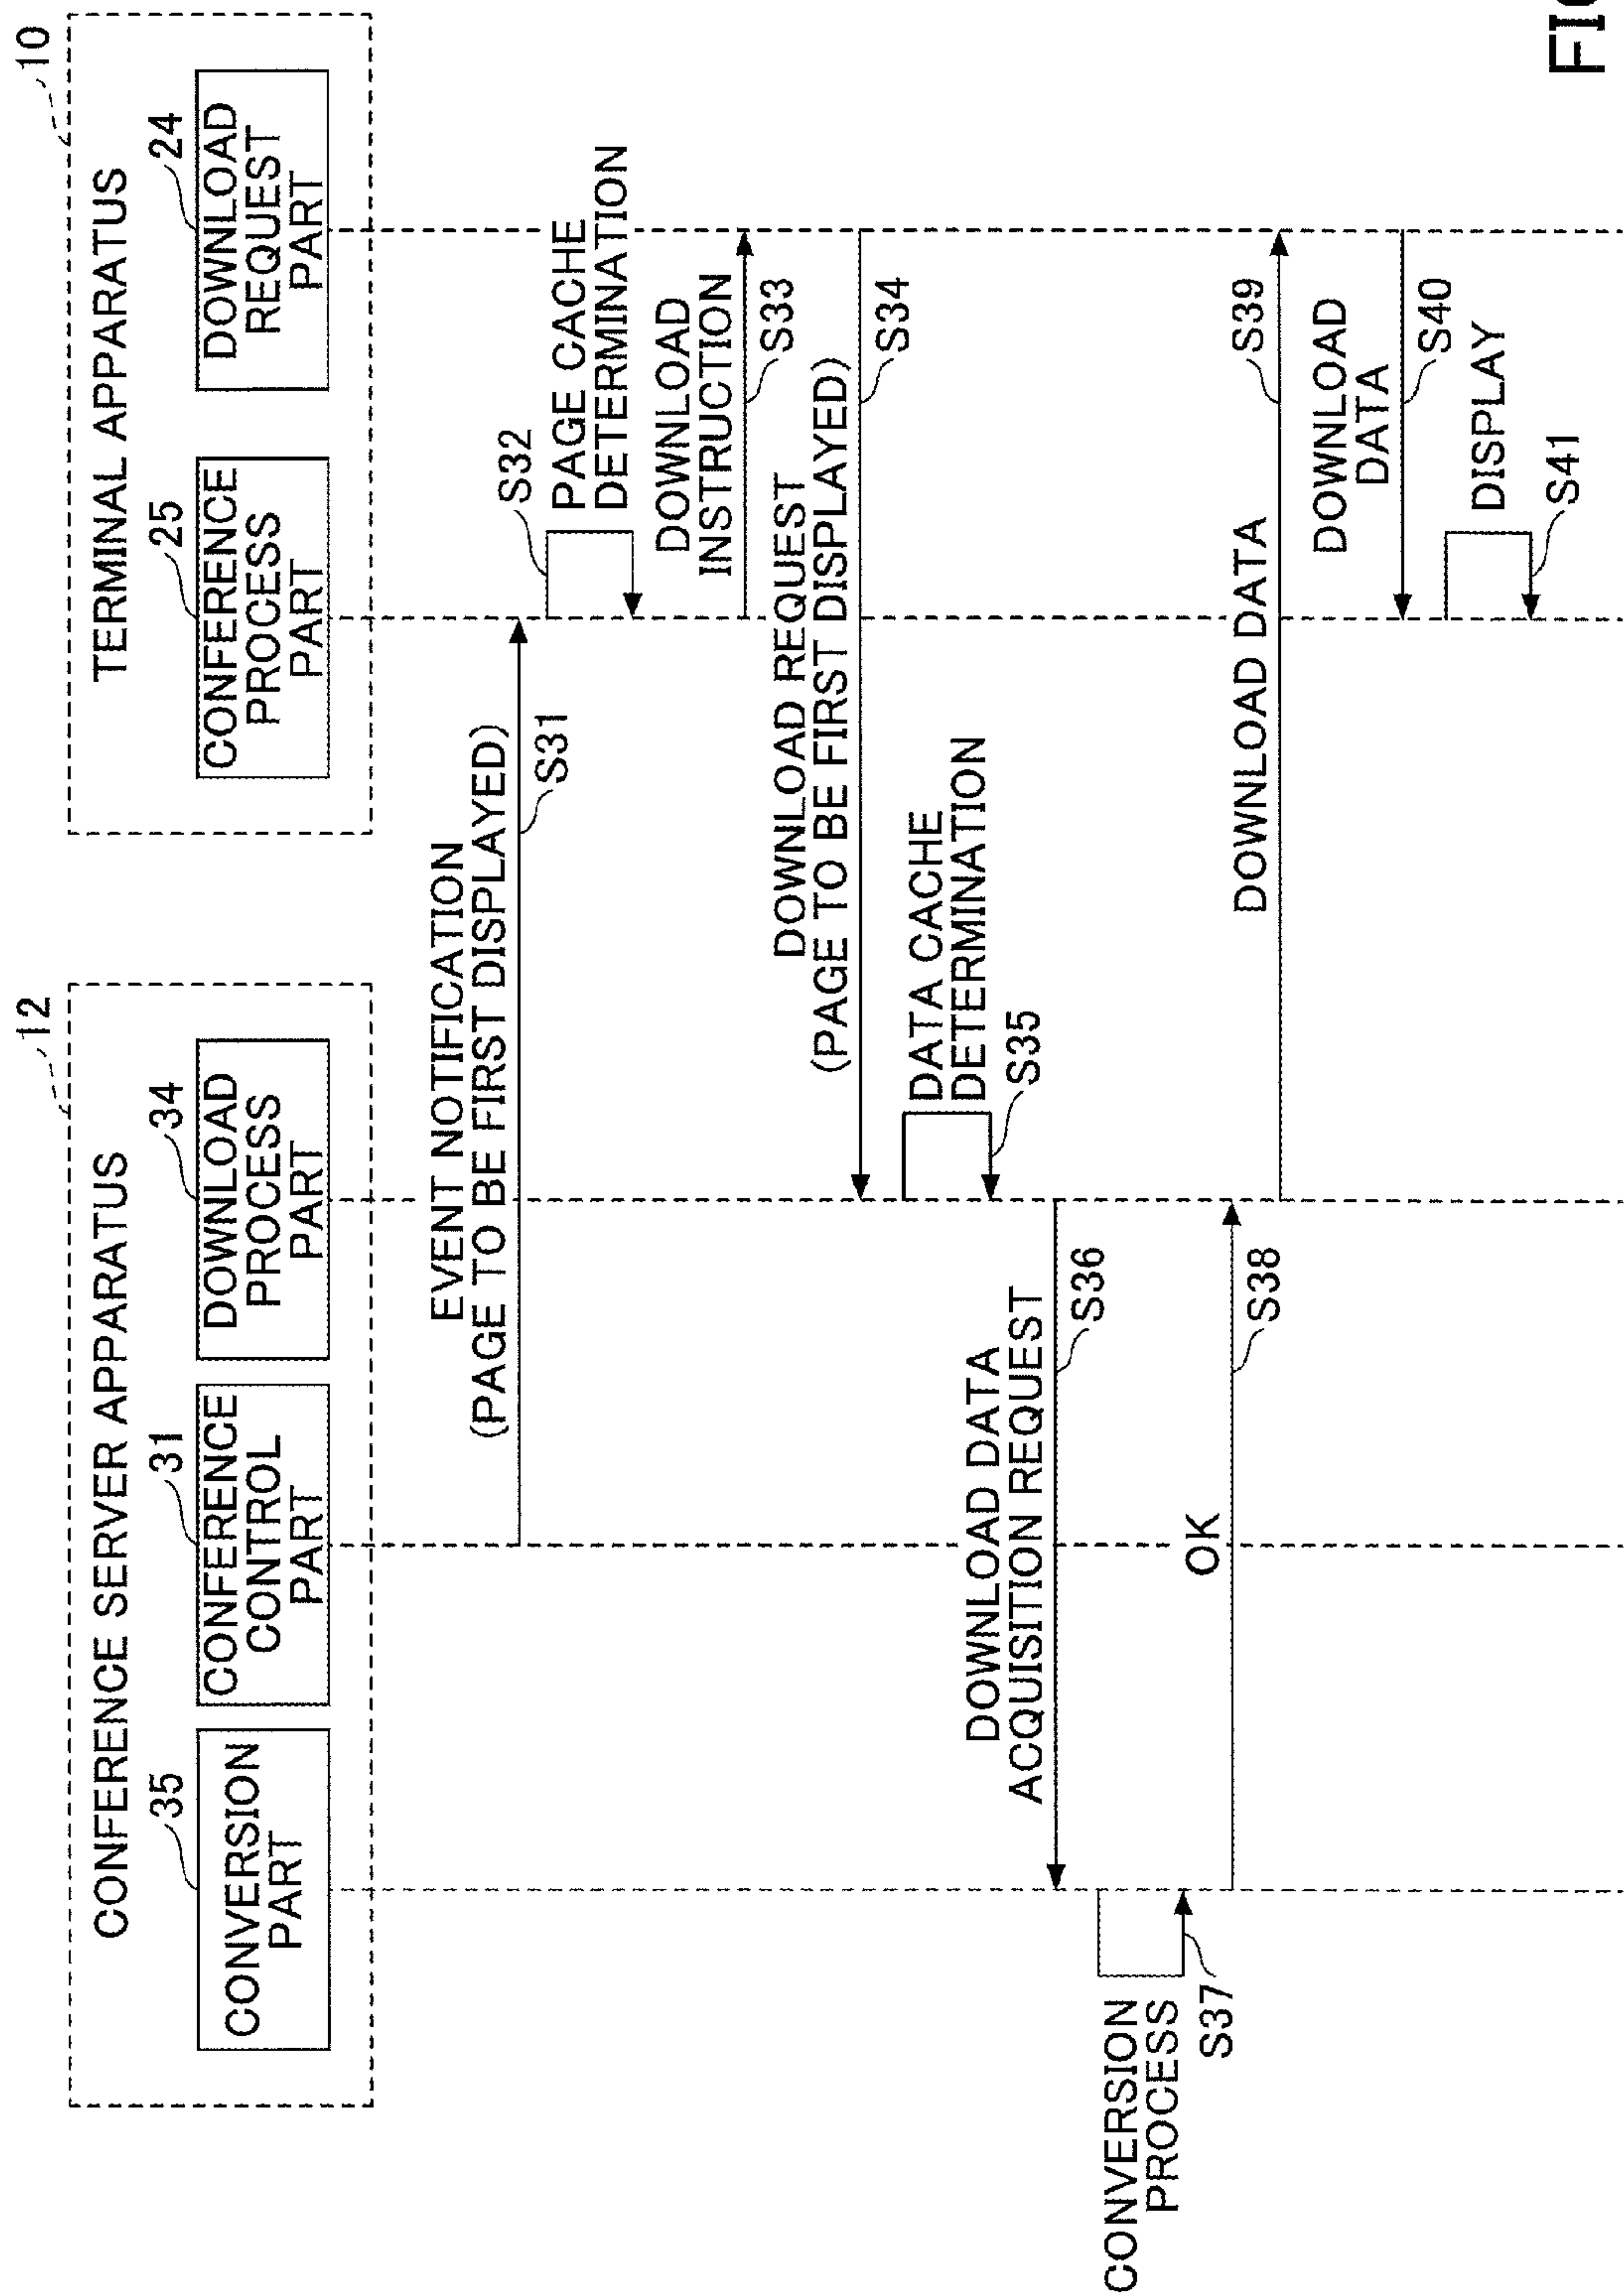 CONFERENCE SERVER APPARATUS
12
35
CONVERSION
PART
31
CONFERENCE
CONTROL
PART
34
DOWNLOAD
PROCESS
PART
TERMINAL APPARATUS
10
25
CONFERENCE
PROCESS
PART
24
DOWNLOAD
REQUEST
PART
EVENT NOTIFICATION
(PAGE TO BE FIRST DISPLAYED)
S31
S32
PAGE CACHE
DETERMINATION
DOWNLOAD
INSTRUCTION
S33
DOWNLOAD REQUEST
(PAGE TO BE FIRST DISPLAYED)
S34
DATA CACHE
DETERMINATION
S35
DOWNLOAD DATA
ACQUISITION REQUEST
S36
CONVERSION
PROCESS
S37
OK
S38
DOWNLOAD DATA
S39
DOWNLOAD
DATA
S40
DISPLAY
S41